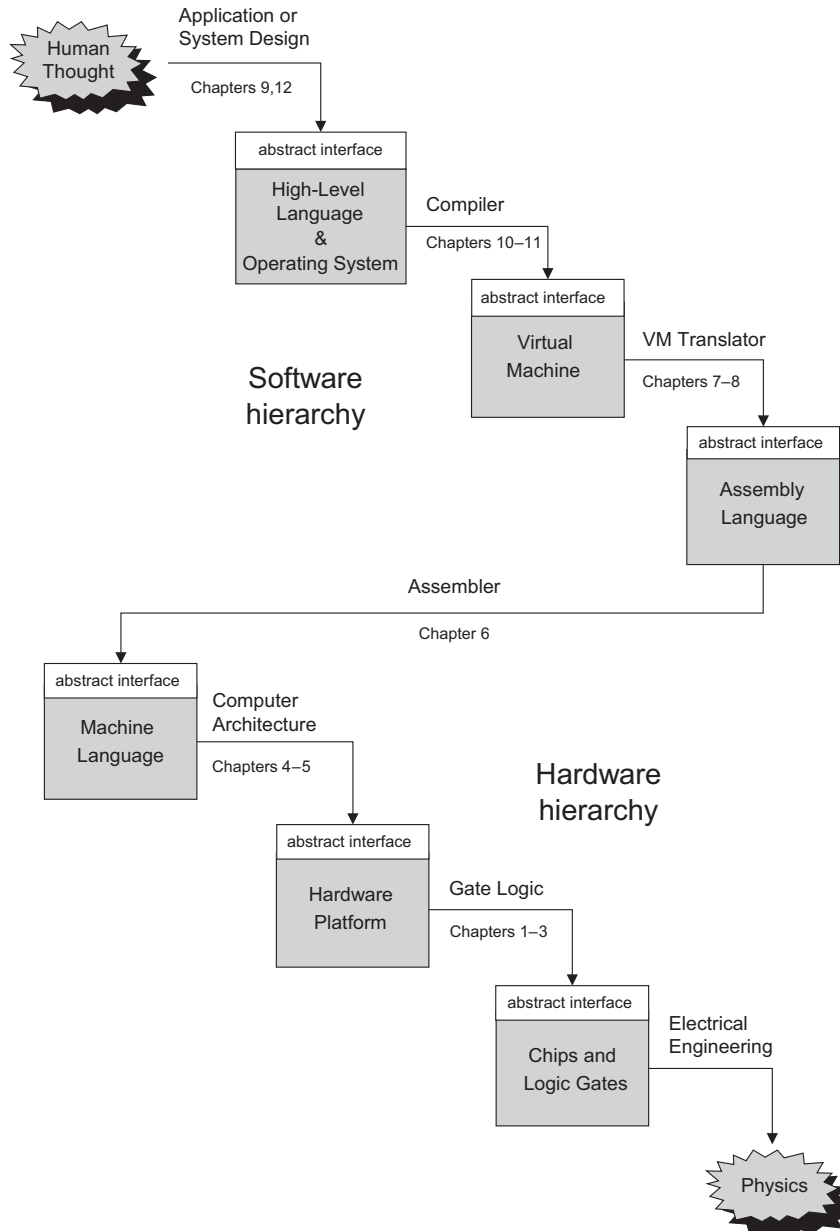 Application or
System Design
Human
Thought
Chapters 9,12
abstract interface
High-Level
Language
&
Operating System
Compiler
Chapters 10–11
abstract interface
Virtual
Machine
VM Translator
Chapters 7–8
Software
hierarchy
abstract interface
Assembly
Language
Assembler
Chapter 6
abstract interface
Machine
Language
Computer
Architecture
Chapters 4–5
Hardware
hierarchy
abstract interface
Hardware
Platform
Gate Logic
Chapters 1–3
abstract interface
Chips and
Logic Gates
Electrical
Engineering
Physics